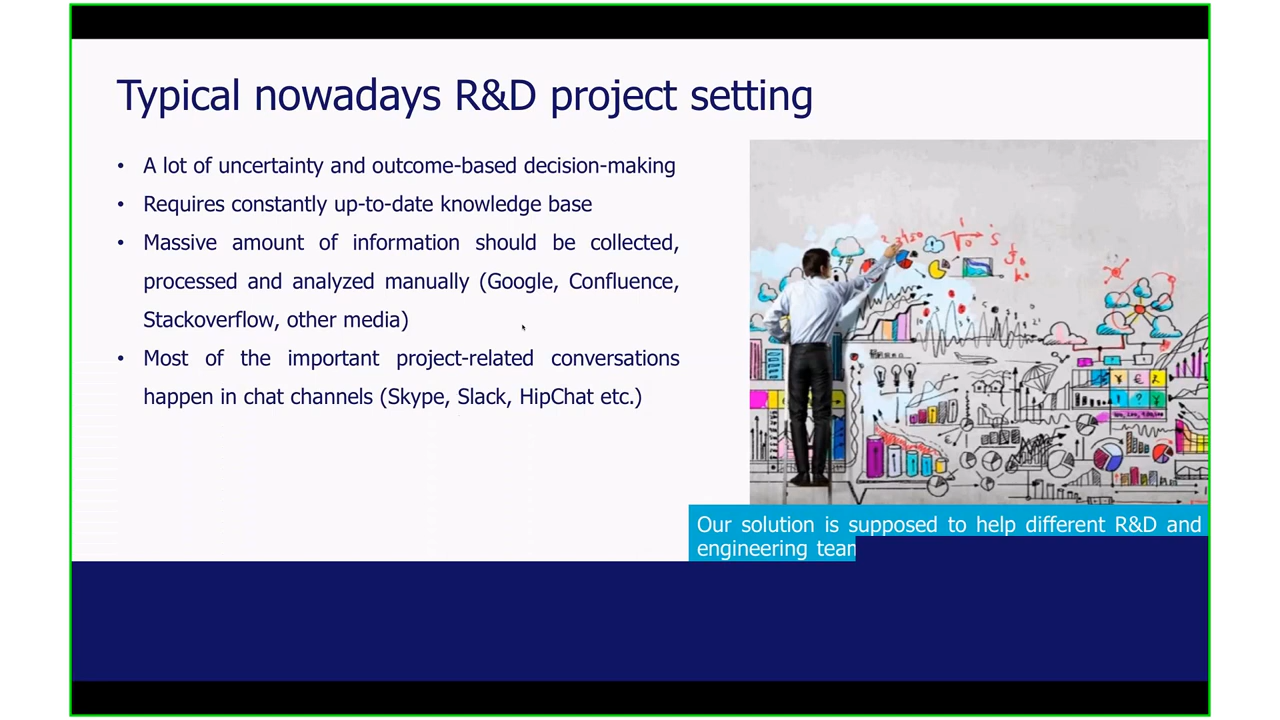 Typical nowadays R&D project setting
• A lot of uncertainty and outcome-based decision-making
• Requires constantly up-to-date knowledge base
• Massive amount of information should be collected,
processed and analyzed manually (Google, Confluence,
Stackoverflow, other media)
• Most of the important project-related conversations
happen in chat channels (Skype, Slack, HipChat etc.)
Our solution is supposed to help different R&D and
engineering